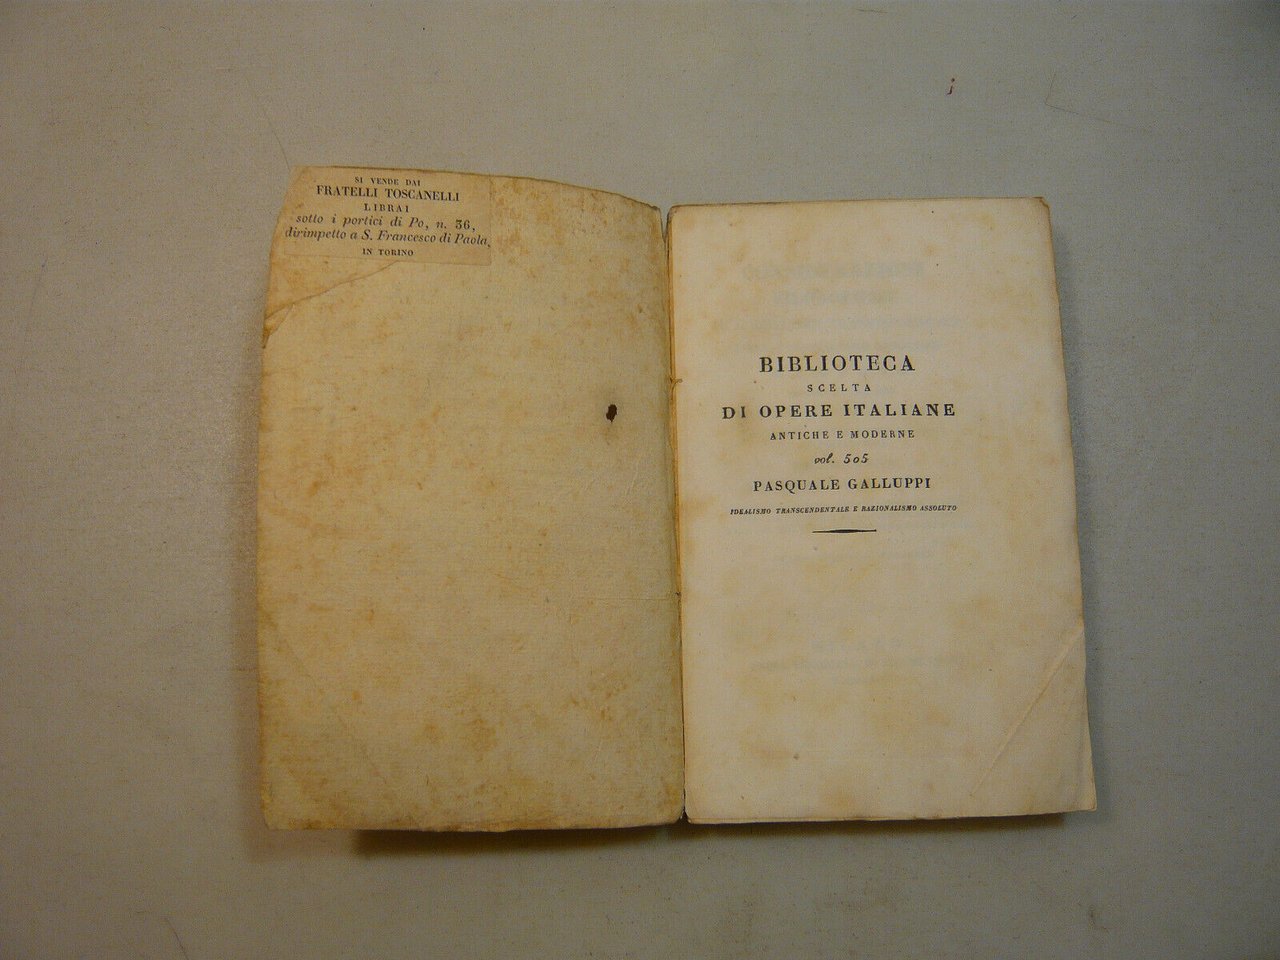 SI VENDE DAI
FRATELLI TOSCANELLI
LIBRAI
sotto i portici di Po, n. 36,
dirimpetto a S. Francesco di Paola,
IN TORINO
BIBLIOTECA
SCELTA
DI OPERE ITALIANE
ANTICHE E MODERNE
vol. 505
PASQUALE GALLUPPI
IDEALISMO TRANSCENDENTALE E RAZIONALISMO ASSOLUTO